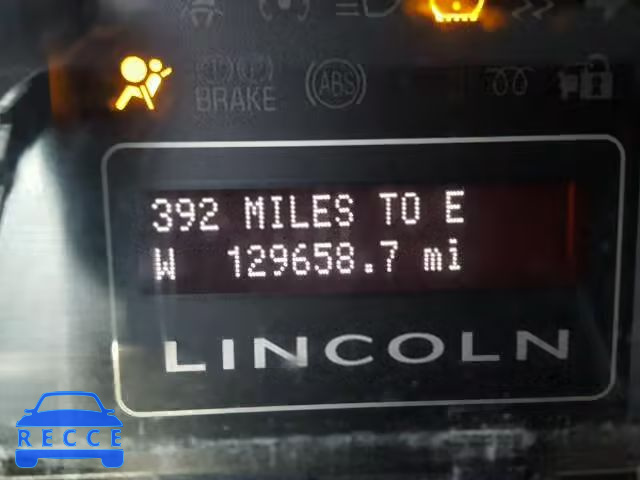 BRAKE
ABS
392 MILES TO E
W 129658.7 mi
LINCOLN
RECCE